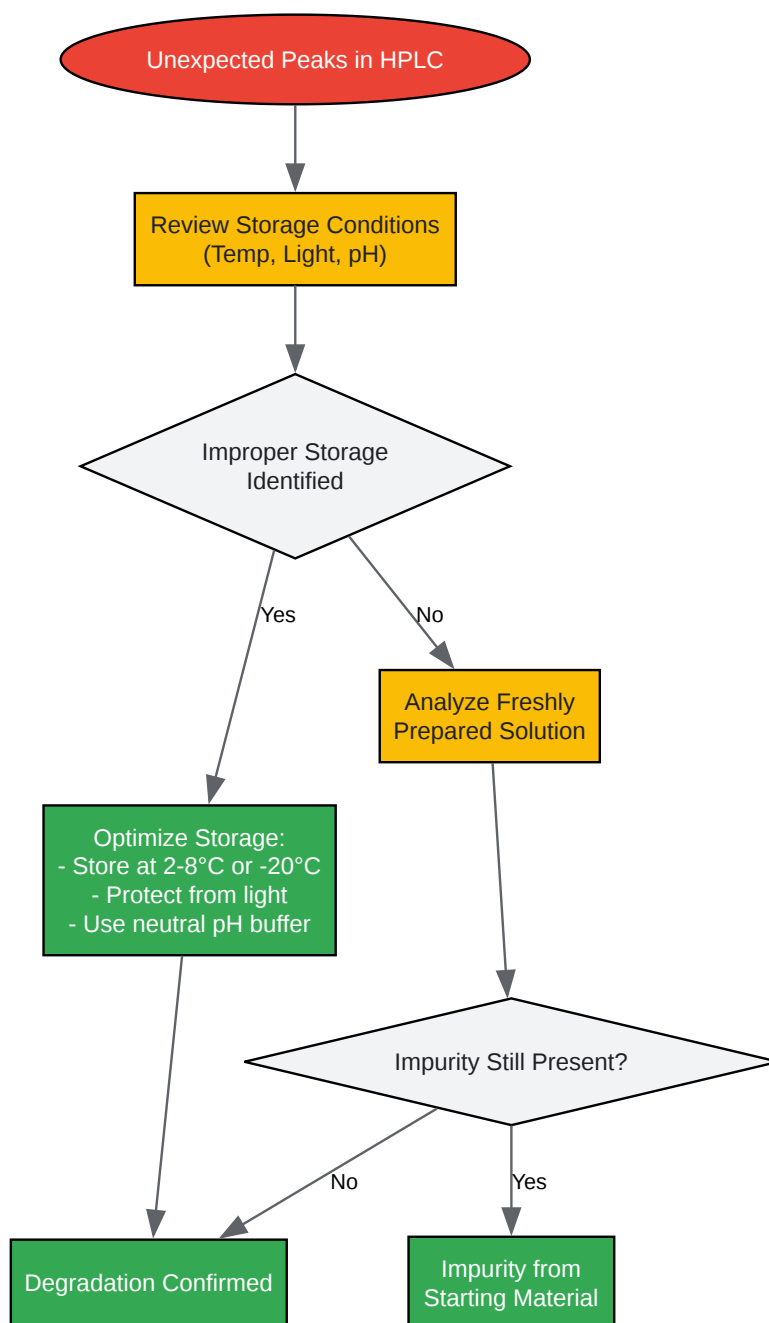 Unexpected Peaks in HPLC
Review Storage Conditions
(Temp, Light, pH)
Improper Storage
Identified
Yes
No
Analyze Freshly
Prepared Solution
Optimize Storage:
- Store at 2-8°C or -20°C
- Protect from light
- Use neutral pH buffer
Impurity Still Present?
No
Yes
Degradation Confirmed
Impurity from
Starting Material